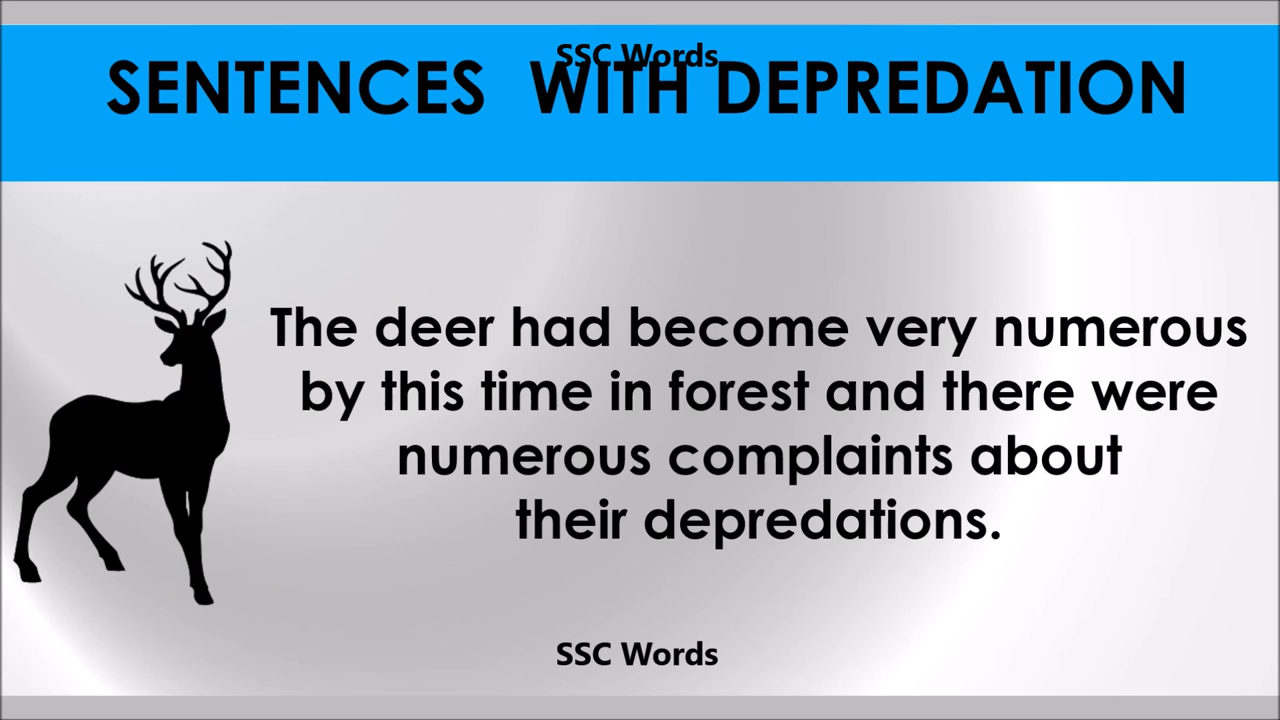 SSC Words
SENTENCES WITH DEPREDATION
The deer had become very numerous
by this time in forest and there were
numerous complaints about
their depredations.
SSC Words